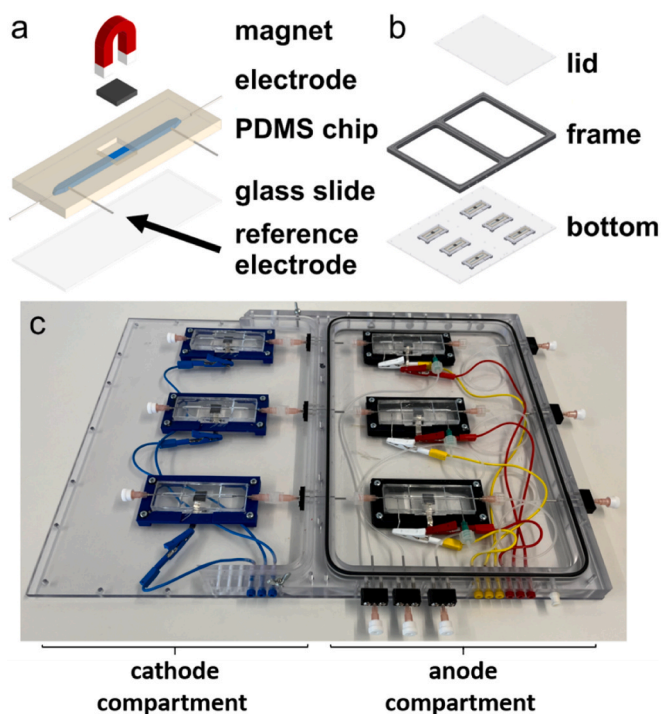 a
magnet
electrode
PDMS chip
glass slide
reference
electrode
b
lid
frame
bottom
c
cathode
compartment
anode
compartment